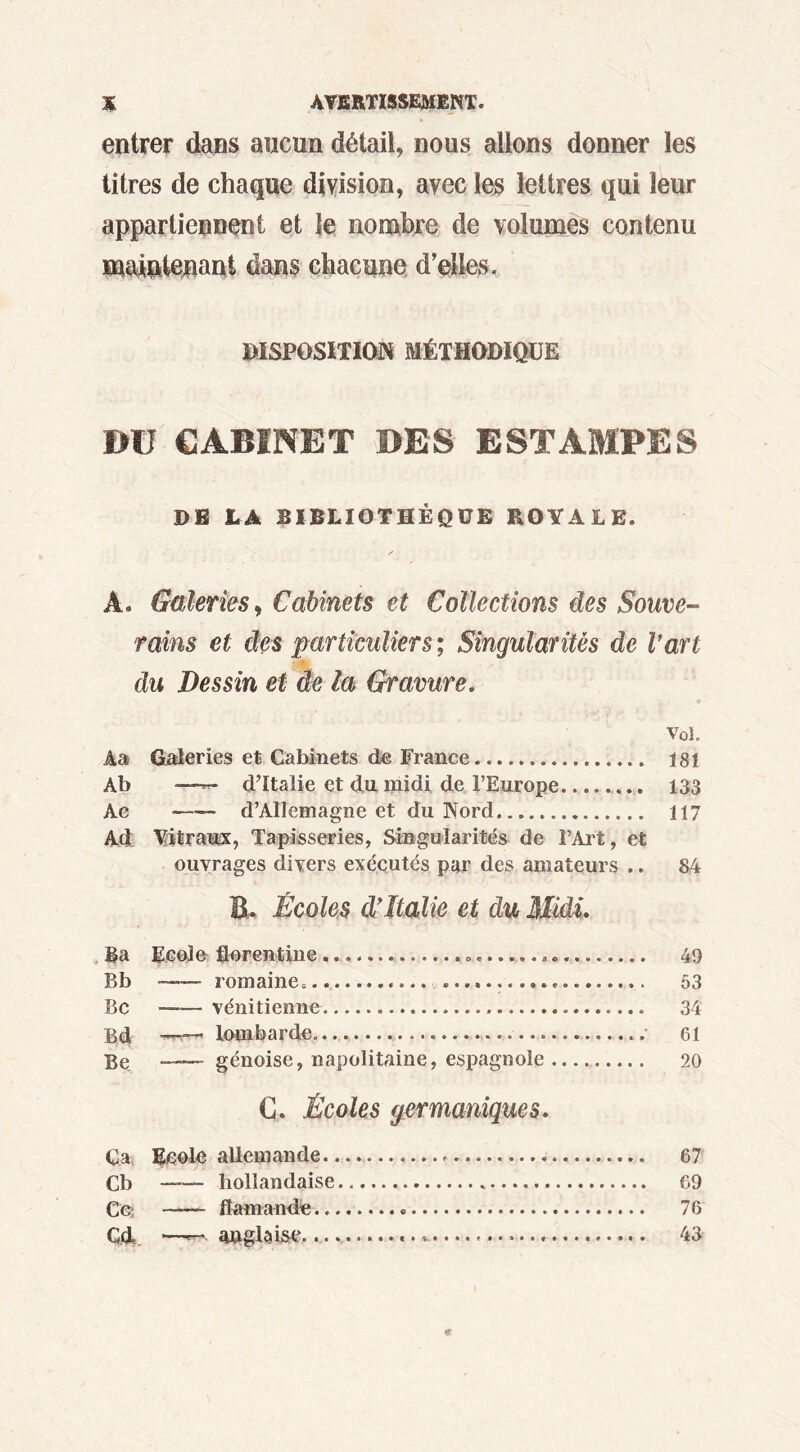 X AVERTISSEMENT.
entrer dans aucun détail, nous allons donner les
titres de chaque division, avec les lettres qui leur
appartiennent et le nombre de volumes contenu
maintenant dans chacune d'elles.
DISPOSITION MÉTHODIQUE
DU CABINET DES ESTAMPES
DE LA BIBLIOTHÈQUE ROYALE.
A. Galeries, Cabinets et Collections des Souve-
rains et des particuliers; Singularités de l'art
du Dessin et de la Gravure.
Vol.
Aa Galeries et Cabinets de France................. 181
Ab —— d'Italie et du midi de l'Europe......... 133
Ac —— d'Allemagne et du Nord.............. 117
Ad Vitraux, Tapisseries, Singularités de l'Art, et
ouvrages divers exécutés par des amateurs .. 84
B. Écoles d'Italie et du Midi.
Ba Ecole florentine................................ 49
Bb —— romaine................................ 53
Bc —— vénitienne................................ 34
Bd —— lombarde................................ 61
Be —— génoise, napolitaine, espagnole .......... 20
C. Écoles germaniques.
Ca Ecole allemande................................ 67
Cb —— hollandaise................................ 69
Cc —— flamande................................ 76
Cd —— anglaise................................ 43